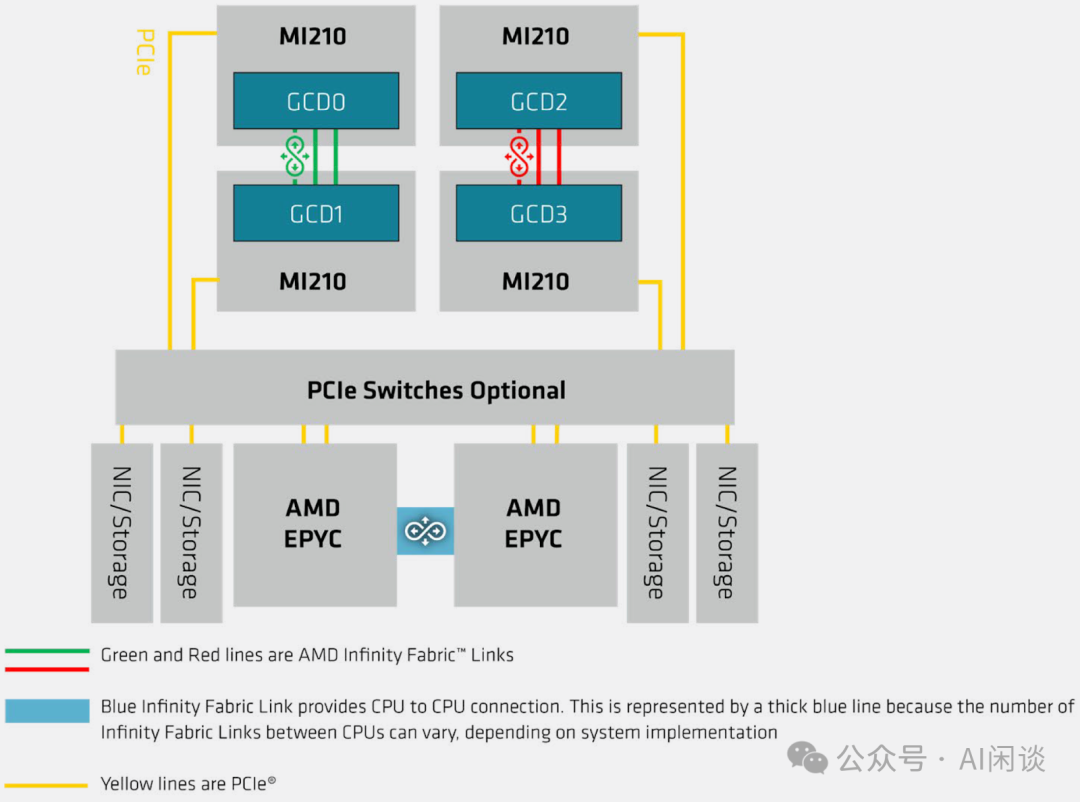 PCIe
MI210
MI210
GCD0
GCD2
GCD1
GCD3
MI210
MI210
PCIe Switches Optional
NIC/Storage
NIC/Storage
AMD
EPYC
AMD
EPYC
NIC/Storage
NIC/Storage
Green and Red lines are AMD Infinity Fabric™ Links
Blue Infinity Fabric Link provides CPU to CPU connection. This is represented by a thick blue line because the number of
Infinity Fabric Links between CPUs can vary, depending on system implementation
Yellow lines are PCIe®
公众号 · AI闲谈